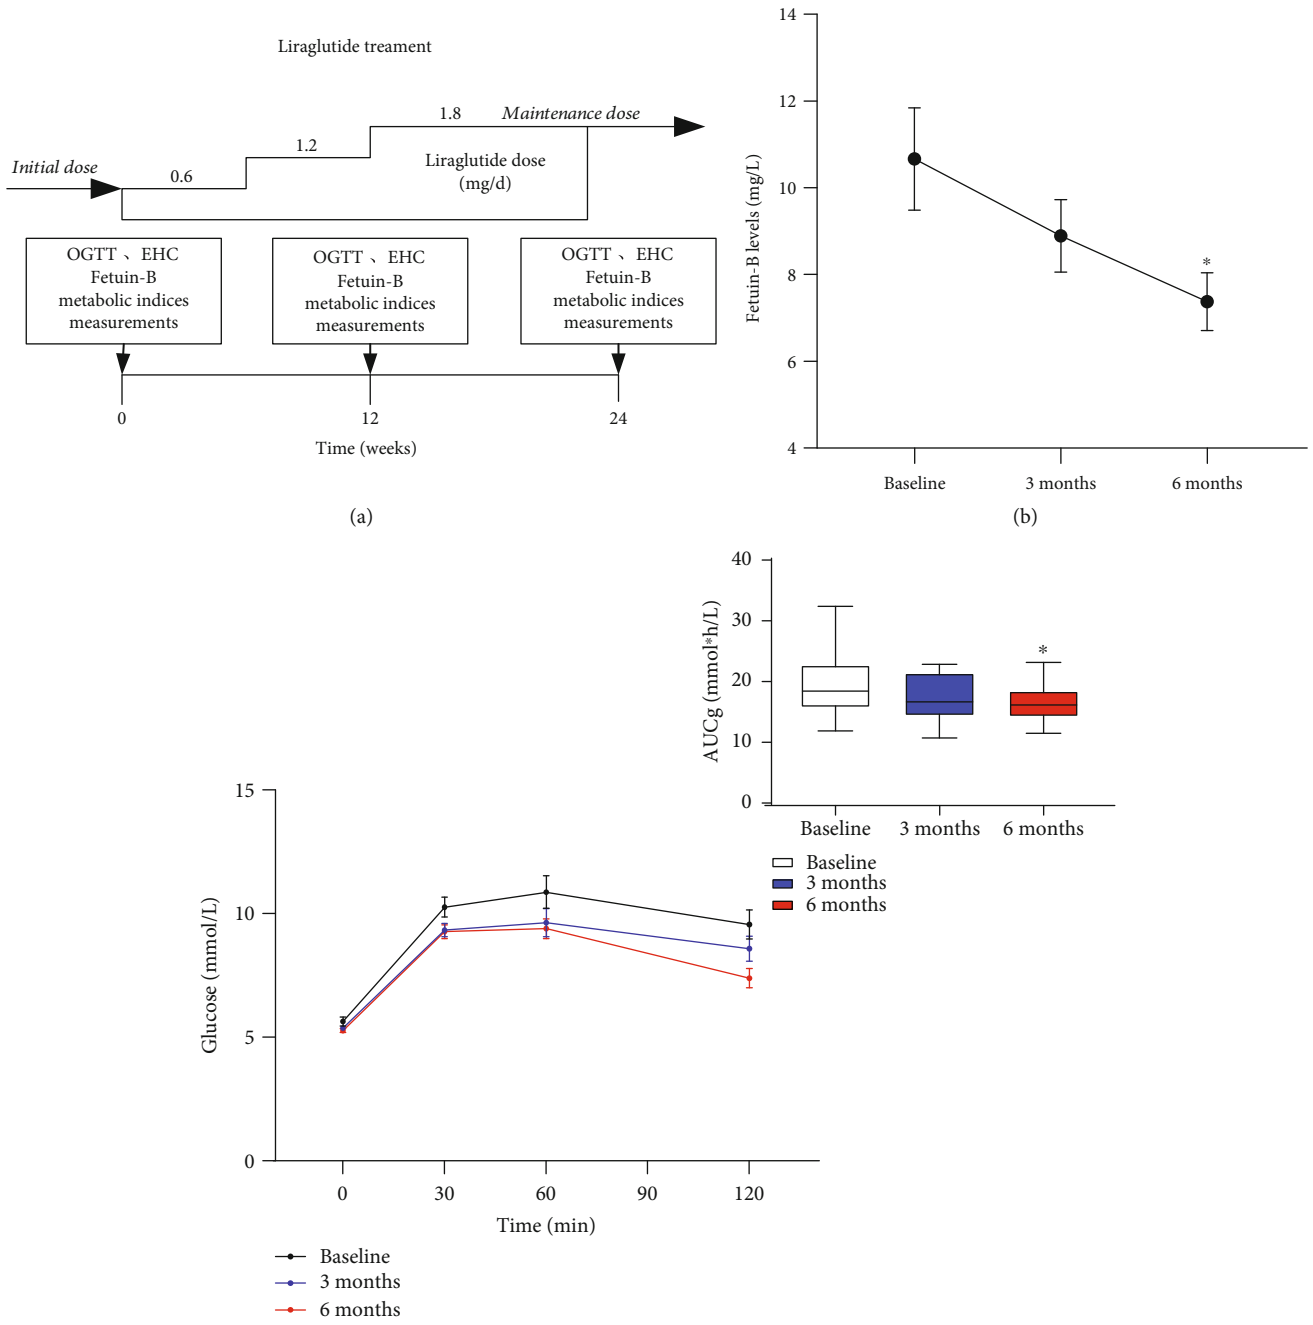 Liraglutide treament
1.8
Maintenance dose
1.2
Initial dose
0.6
Liraglutide dose
(mg/d)
OGTT 、 EHC
Fetuin-B
metabolic indices
measurements
OGTT 、 EHC
Fetuin-B
metabolic indices
measurements
OGTT 、 EHC
Fetuin-B
metabolic indices
measurements
0
12
24
Time (weeks)
(a)
14
12
10
8
6
4
Fetuin-B levels (mg/L)
*
Baseline
3 months
6 months
(b)
40
30
20
10
0
AUCg (mmol*h/L)
*
Baseline
3 months
6 months
Baseline
3 months
6 months
15
10
5
0
Glucose (mmol/L)
0
30
60
90
120
Time (min)
Baseline
3 months
6 months